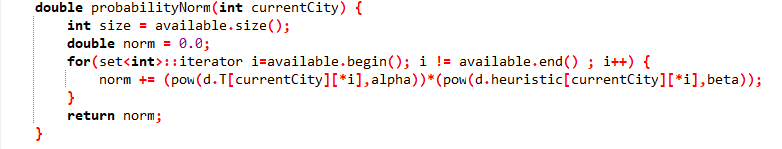 double probabilityNorm(int currentCity) {
    int size = available.size();
    double norm = 0.0;
    for(set<int>::iterator i=available.begin(); i != available.end() ; i++) {
        norm += (pow(d.T[currentCity][*i],alpha))*(pow(d.heuristic[currentCity][*i],beta));
    }
    return norm;
}